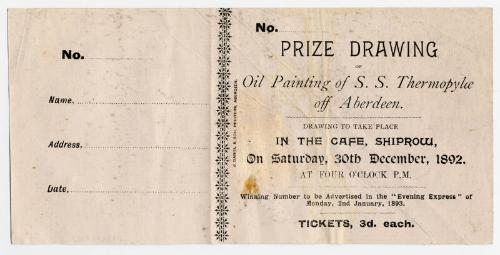 No.
Name,
Address,
Date,
No.
PRIZE DRAWING
OF
Oil Painting of S. S. Thermopylæ
off Aberdeen.
DRAWING TO TAKE PLACE
IN THE CAFE, SHIPROW,
On Saturday, 30th December, 1892.
AT FOUR O'CLOCK P.M.
Winning Number to be Advertised in the "Evening Express" of
Monday, 2nd January, 1893.
TICKETS, 3d. each.